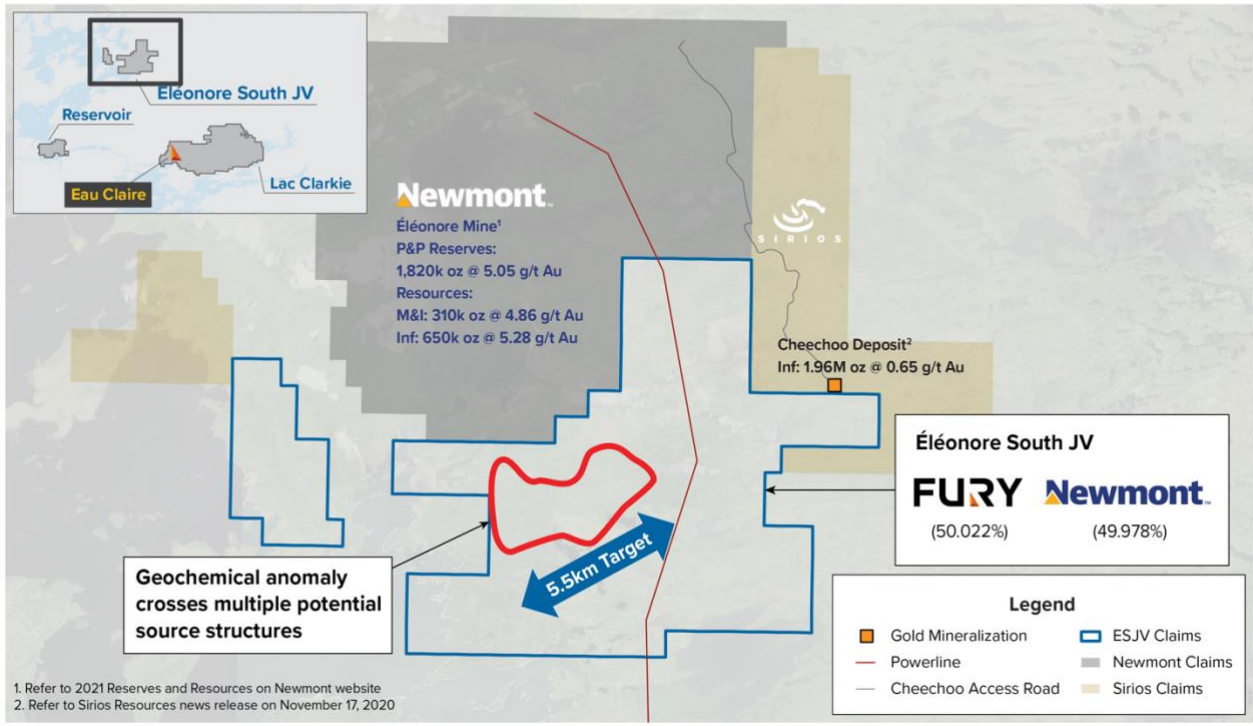 Éléonore South JV
Reservoir
Eau Claire
Lac Clarkie
Newmont™
Éléonore Mine¹
P&P Reserves:
1,820k oz @ 5.05 g/t Au
Resources:
M&I: 310k oz @ 4.86 g/t Au
Inf: 650k oz @ 5.28 g/t Au
SIRIOS
Cheechoo Deposit²
Inf: 1.96M oz @ 0.65 g/t Au
Éléonore South JV
FURY Newmont™
(50.022%) (49.978%)
5.5km Target
Geochemical anomaly
crosses multiple potential
source structures
Legend
Gold Mineralization ESJV Claims
Powerline Newmont Claims
Cheechoo Access Road Sirios Claims
1. Refer to 2021 Reserves and Resources on Newmont website
2. Refer to Sirios Resources news release on November 17, 2020